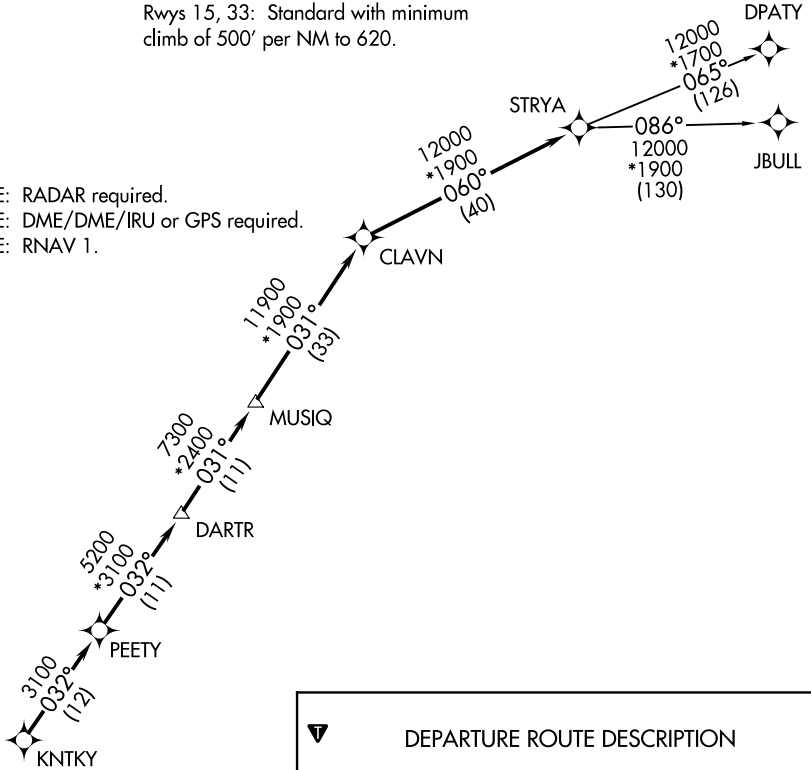 Rwys 15, 33: Standard with minimum
climb of 500' per NM to 620.
DPATY
12000
*1700
065°
(126)
STRYA
086°
12000
*1900
(130)
JBULL
12000
*1900
060°
(40)
E: RADAR required.
E: DME/DME/IRU or GPS required.
E: RNAV 1.
CLAVN
11900
*1900
031°
(33)
MUSIQ
7300
*2400
031°
(11)
DARTR
5200
*3100
032°
(11)
PEETY
3100
032°
(12)
KNTKY
T
DEPARTURE ROUTE DESCRIPTION